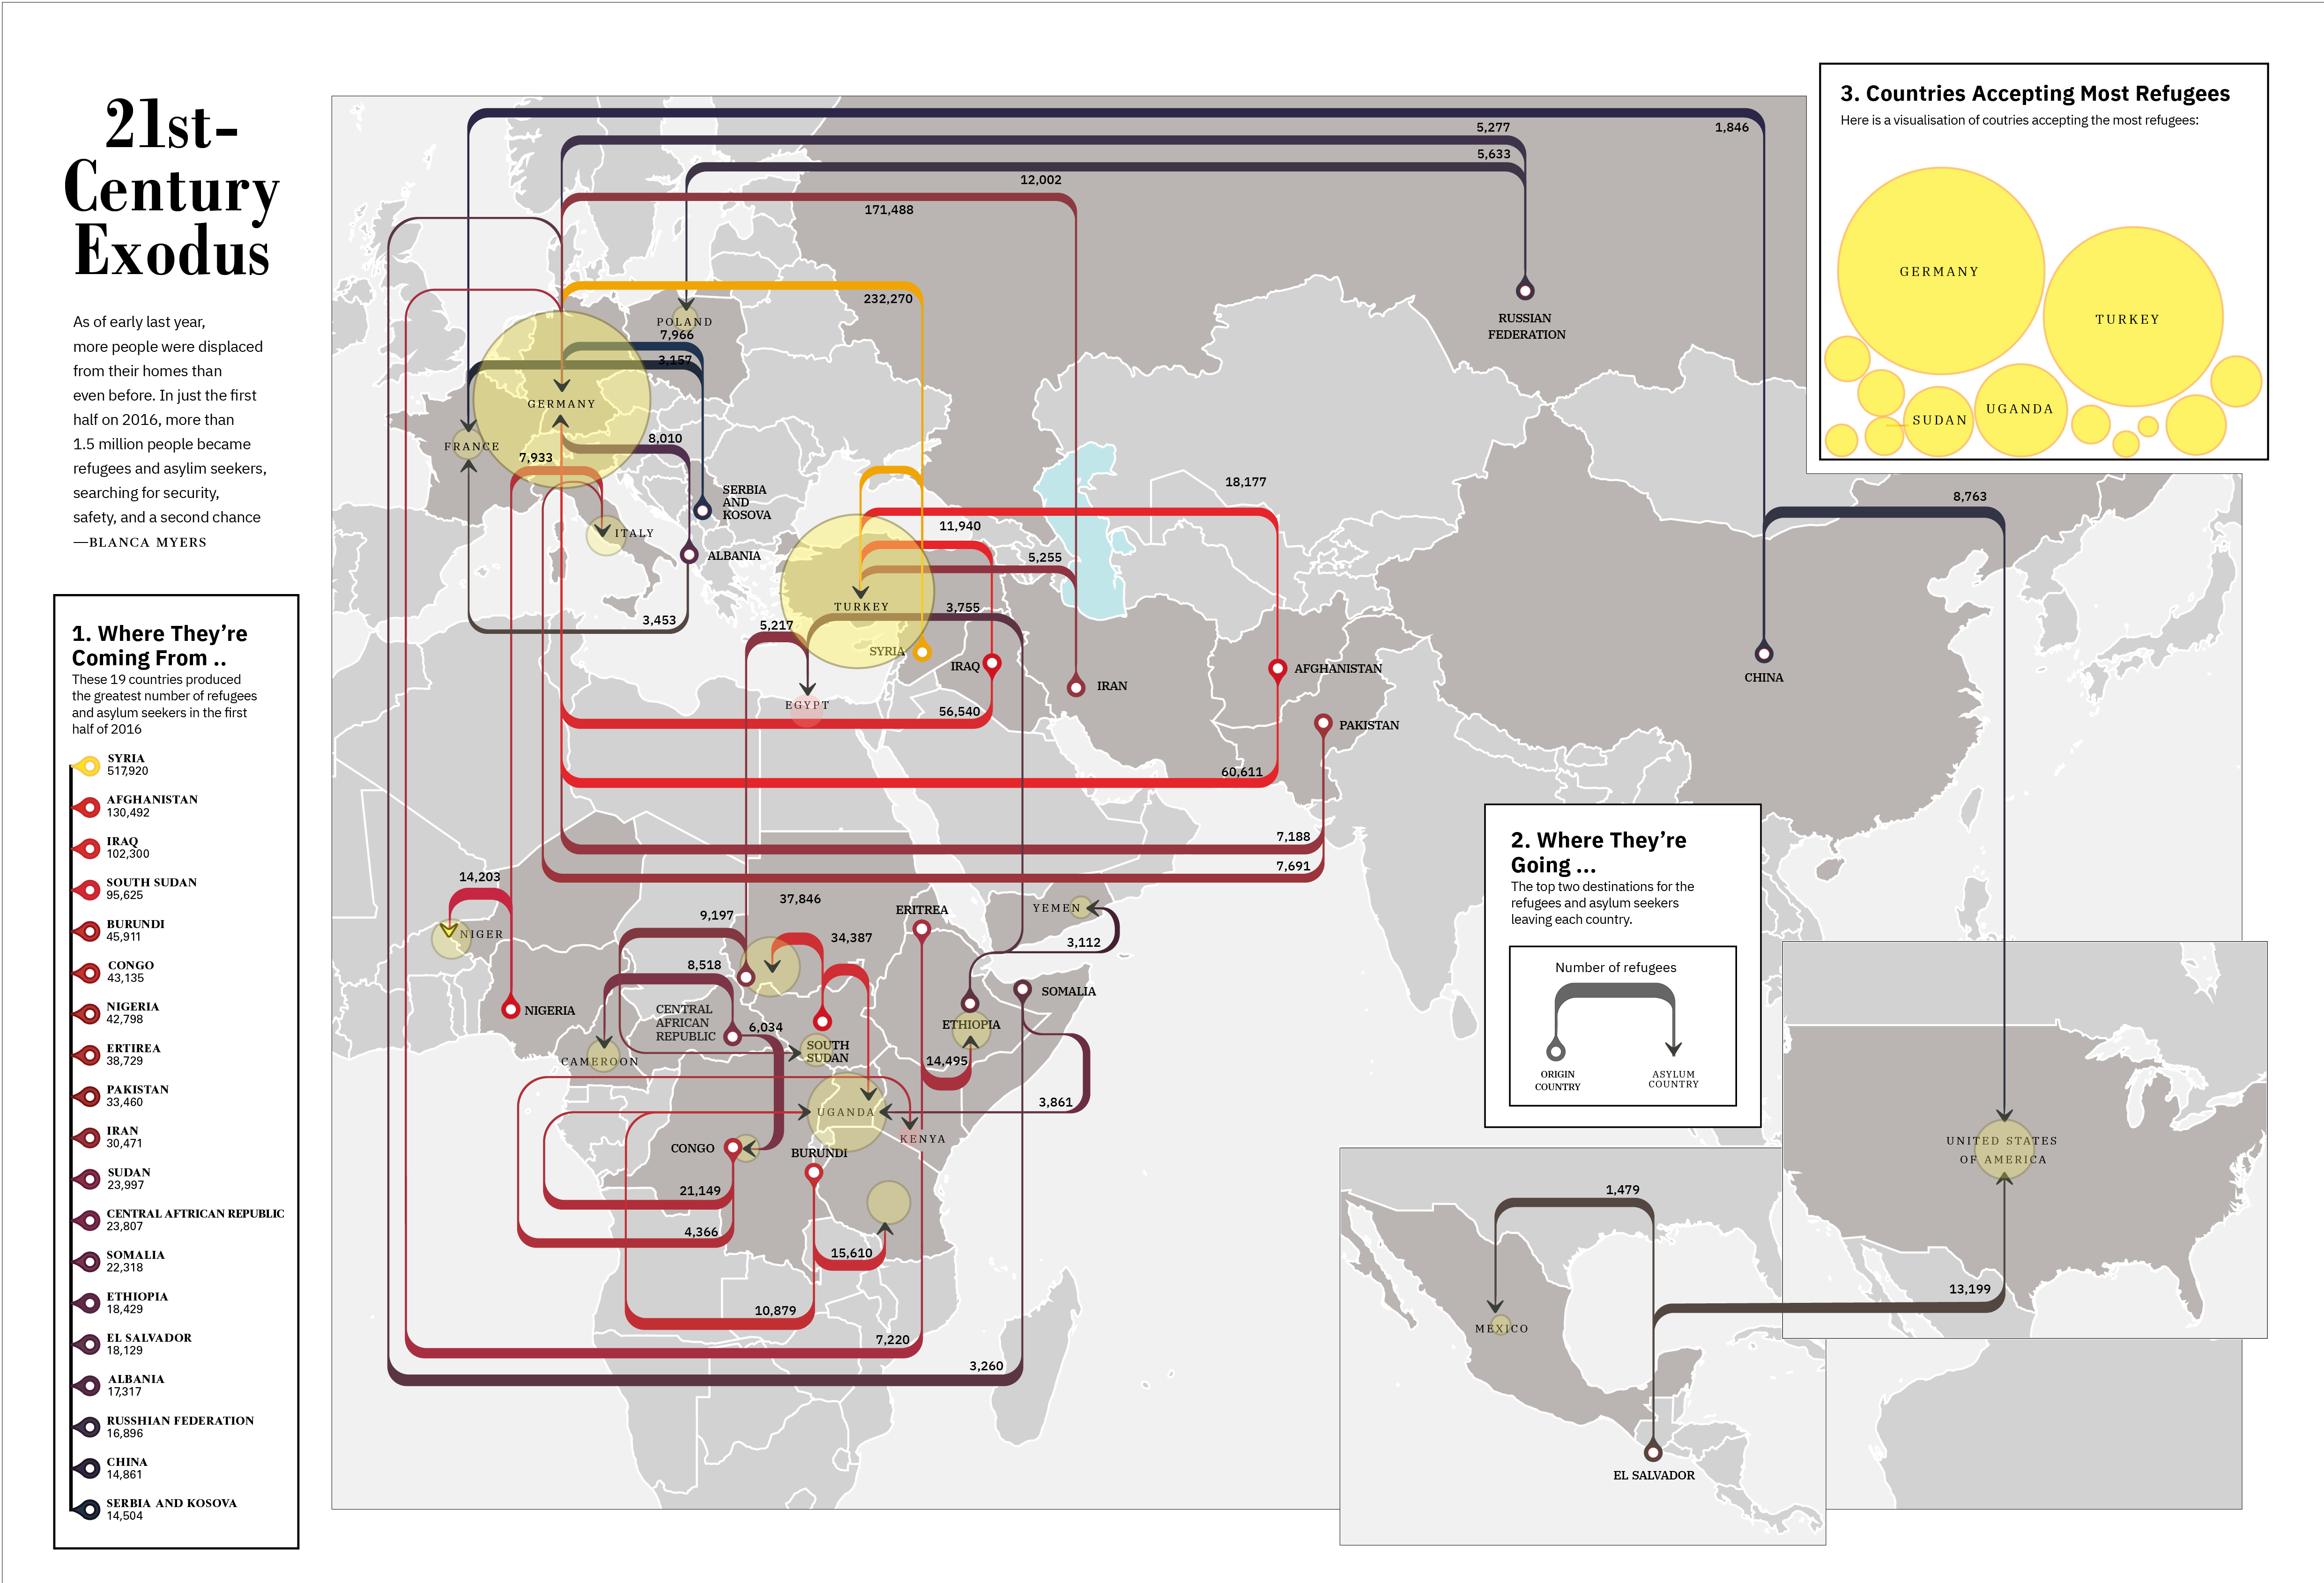 21st-
Century
Exodus
As of early last year,
more people were displaced
from their homes than
even before. In just the first
half on 2016, more than
1.5 million people became
refugees and asylim seekers,
searching for security,
safety, and a second chance
—BLANCA MYERS
1. Where They're
Coming From ..
These 19 countries produced
the greatest number of refugees
and asylum seekers in the first
half of 2016
SYRIA
517,920
AFGHANISTAN
130,492
IRAQ
102,300
SOUTH SUDAN
95,625
BURUNDI
45,911
CONGO
43,135
NIGERIA
42,798
ERTIREA
38,729
PAKISTAN
33,460
IRAN
30,471
SUDAN
23,997
CENTRAL AFTRICAN REPUBLIC
23,807
SOMALIA
22,318
ETHIOPIA
18,429
EL SALVADOR
18,129
ALBANIA
17,317
RUSSHIAN FEDERATION
16,896
CHINA
14,861
SERBIA AND KOSOVA
14,504
1,846
5,277
5,633
12,002
171,488
232,270
POLAND
7,966
3,157
GERMANY
FRANCE
8,010
7,933
ITALY
SERBIA
AND
KOSOVA
ALBANIA
3,453
RUSSIAN
FEDERATION
18,177
11,940
5,255
TURKEY
3,755
5,217
SYRIA
IRAQ
IRAN
AFGHANISTAN
CHINA
EGYPT
56,540
PAKISTAN
60,611
7,188
7,691
14,203
NIGER
37,846
9,197
ERITREA
YEMEN
34,387
3,112
8,518
SOMALIA
NIGERIA
CENTRAL
AFRICAN
REPUBLIC
6,034
ETHIOPIA
SOUTH
SUDAN
CAMEROON
14,495
3,861
UGANDA
KENYA
CONGO
BURUNDI
21,149
4,366
15,610
10,879
7,220
3,260
8,763
3. Countries Accepting Most Refugees
Here is a visualisation of coutries accepting the most refugees:
GERMANY
TURKEY
UGANDA
SUDAN
2. Where They're
Going ...
The top two destinations for the
refugees and asylum seekers
leaving each country.
Number of refugees
ORIGIN
COUNTRY
ASYLUM
COUNTRY
UNITED STATES
OF AMERICA
13,199
1,479
MEXICO
EL SALVADOR